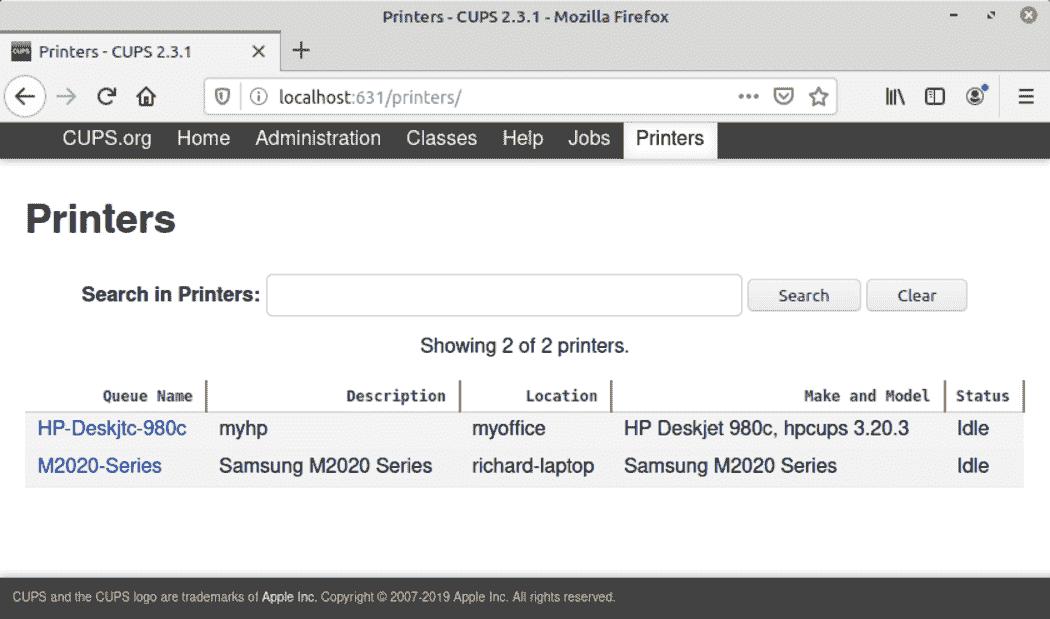 Printers - CUPS 2.3.1 - Mozilla Firefox
CUPS Printers - CUPS 2.3.1
localhost:631/printers/
CUPS.org Home Administration Classes Help Jobs Printers
Printers
Search in Printers: Search Clear
Showing 2 of 2 printers.
Queue Name Description Location Make and Model Status
HP-Deskjtc-980c myhp myoffice HP Deskjet 980c, hpcups 3.20.3 Idle
M2020-Series Samsung M2020 Series richard-laptop Samsung M2020 Series Idle
CUPS and the CUPS logo are trademarks of Apple Inc. Copyright © 2007-2019 Apple Inc. All rights reserved.